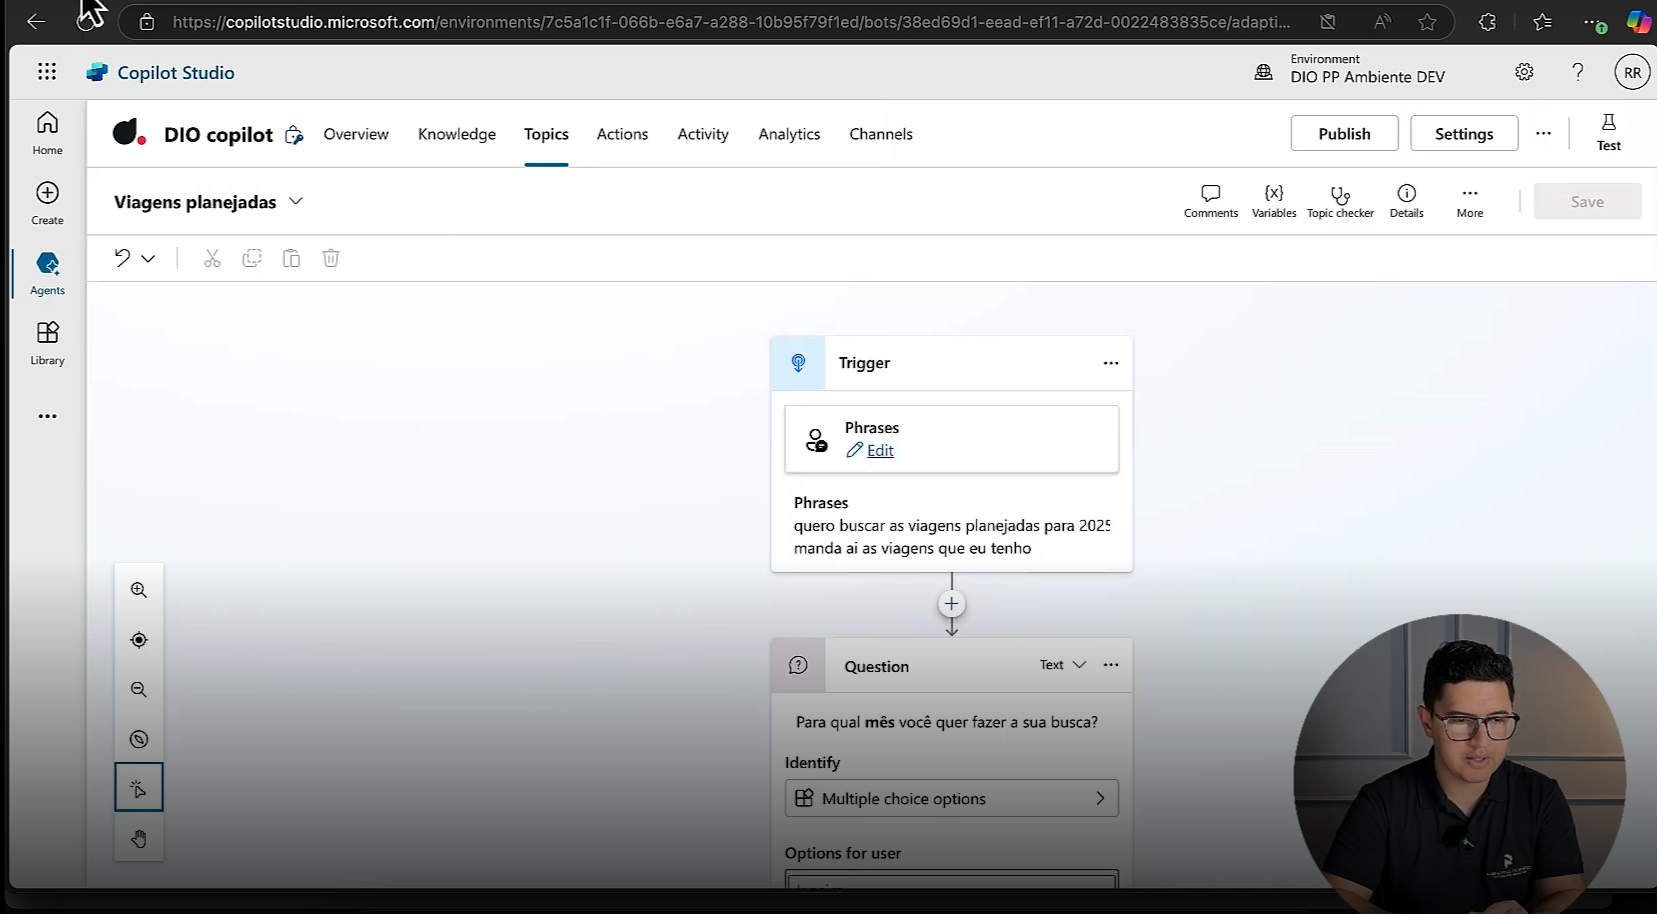 https://copilotstudio.microsoft.com/environments/7c5a1c1f-066b-e6a7-a288-10b95f79f1ed/bots/38ed69d1-eead-ef11-a72d-0022483835ce/adapti...
Copilot Studio
Environment
DIO PP Ambiente DEV
RR
DIO copilot
Overview
Knowledge
Topics
Actions
Activity
Analytics
Channels
Publish
Settings
Test
Home
Create
Agents
Library
Viagens planejadas
Comments
Variables
Topic checker
Details
More
Save
Trigger
Phrases
Edit
Phrases
quero buscar as viagens planejadas para 2025
manda ai as viagens que eu tenho
Question
Text
Para qual mês você quer fazer a sua busca?
Identify
Multiple choice options
Options for user